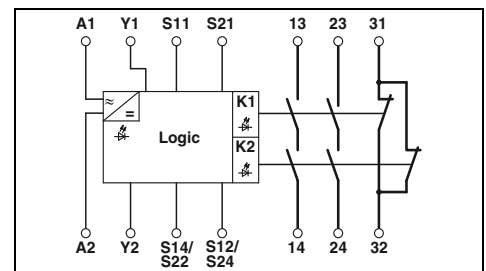 A1 Y1 S11 S21 13 23 31
≈
=
K1
Logic
K2
A2 Y2 S14/ S12/ 14 24 32
S22 S24